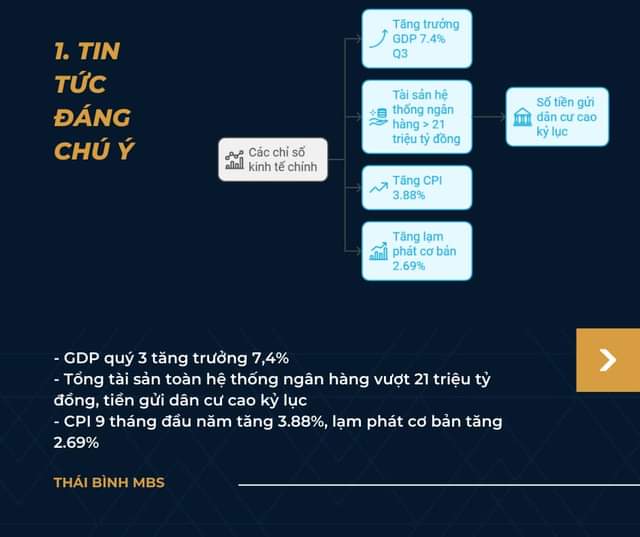 1. TIN
TỨC
ĐÁNG
CHÚ Ý
Các chỉ số
kinh tế chính
Tăng trưởng
GDP 7.4%
Q3
Tài sản hệ
thống ngân
hàng > 21
triệu tỷ đồng
Số tiền gửi
dân cư cao
kỷ lục
Tăng CPI
3.88%
Tăng lạm
phát cơ bản
2.69%
- GDP quý 3 tăng trưởng 7,4%
- Tổng tài sản toàn hệ thống ngân hàng vượt 21 triệu tỷ
đồng, tiền gửi dân cư cao kỷ lục
- CPI 9 tháng đầu năm tăng 3.88%, lạm phát cơ bản tăng
2.69%
THÁI BÌNH MBS